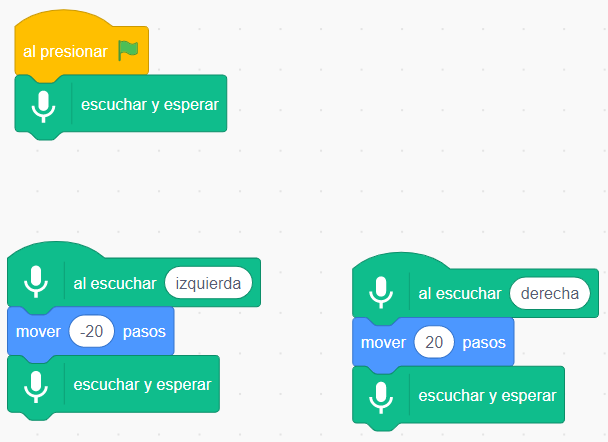 al presionar
escuchar y esperar
al escuchar izquierda
mover -20 pasos
escuchar y esperar
al escuchar derecha
mover 20 pasos
escuchar y esperar